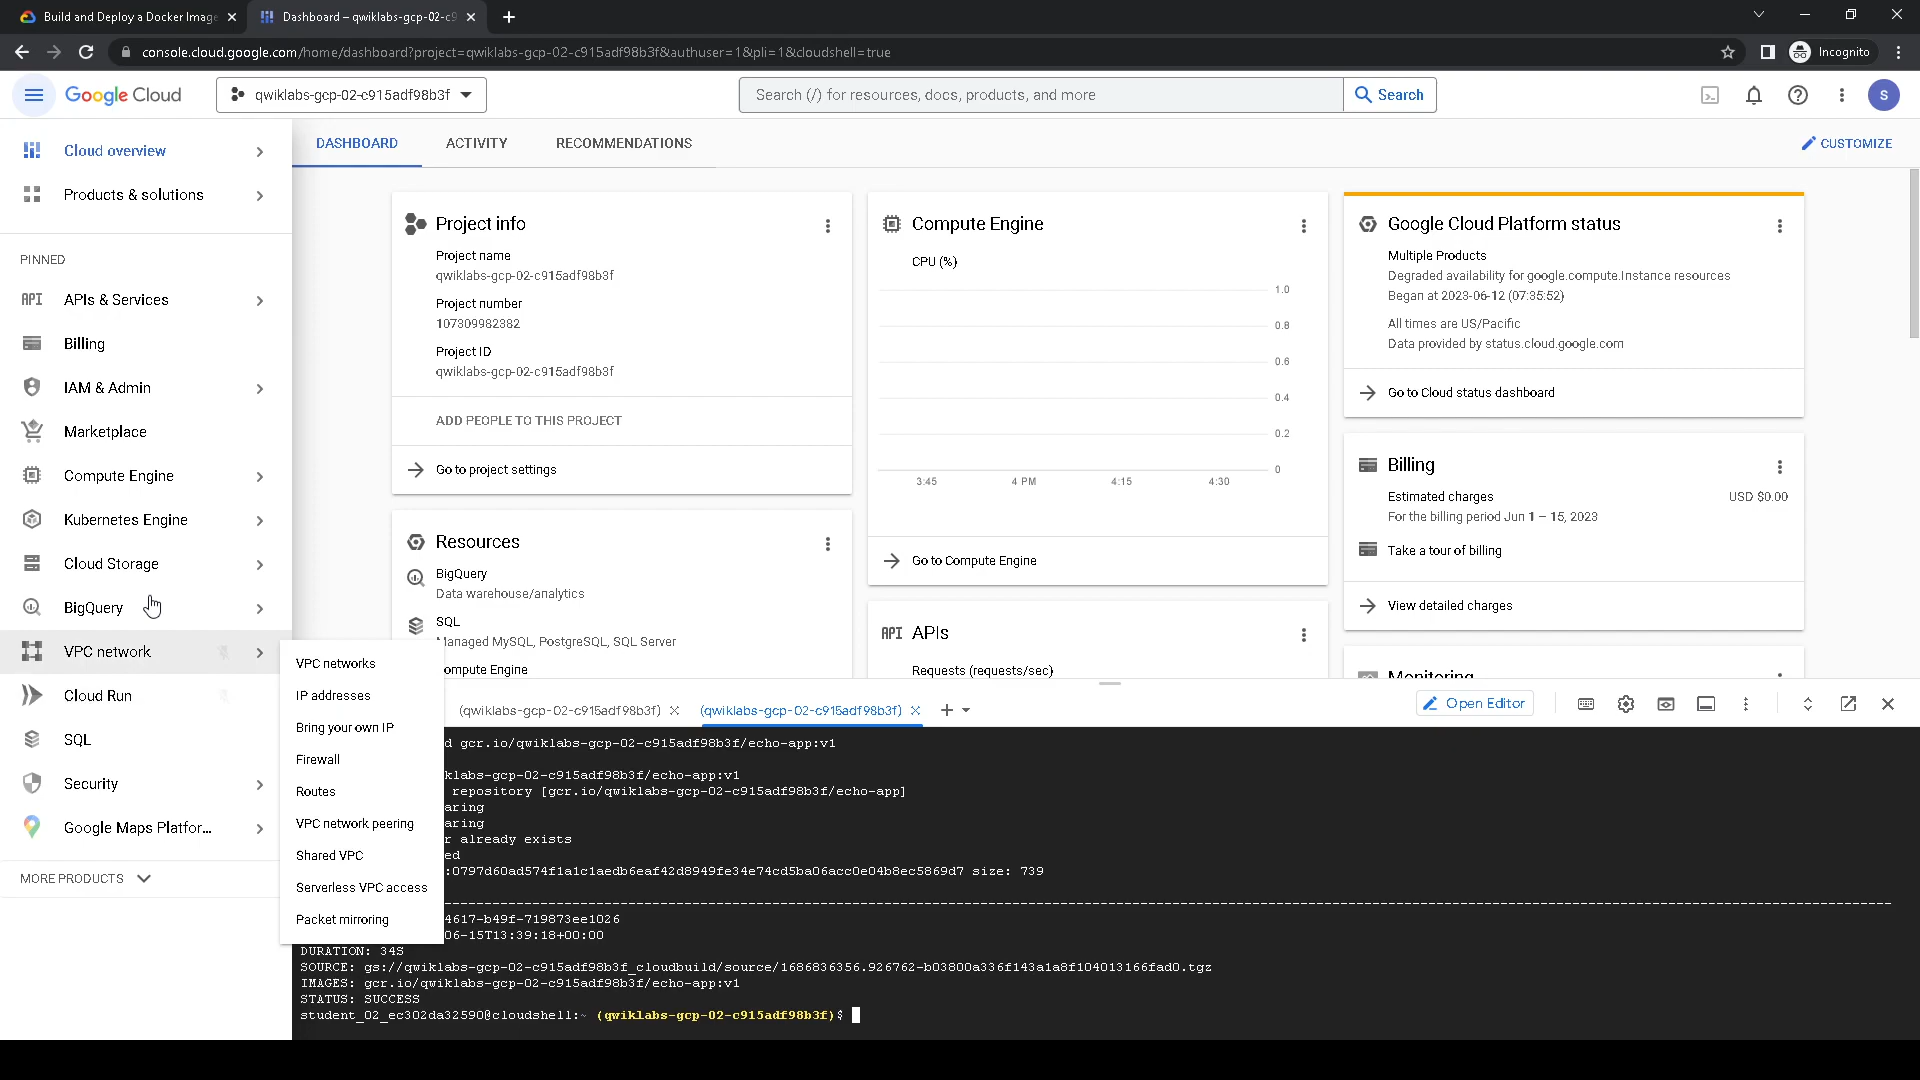 Build and Deploy a Docker Image
Dashboard – qwiklabs-gcp-02-c9
console.cloud.google.com/home/dashboard?project=qwiklabs-gcp-02-c915adf98b3f&authuser=1&pli=1&cloudshell=true
Incognito
Google Cloud
qwiklabs-gcp-02-c915adf98b3f
Search (/) for resources, docs, products, and more
Search
S
Cloud overview
Products & solutions
PINNED
API APIs & Services
Billing
IAM & Admin
Marketplace
Compute Engine
Kubernetes Engine
Cloud Storage
BigQuery
VPC network
Cloud Run
SQL
Security
Google Maps Platfor...
MORE PRODUCTS
VPC networks
IP addresses
Bring your own IP
Firewall
Routes
VPC network peering
Shared VPC
Serverless VPC access
Packet mirroring
DASHBOARD
ACTIVITY
RECOMMENDATIONS
CUSTOMIZE
Project info
Project name
qwiklabs-gcp-02-c915adf98b3f
Project number
107309982382
Project ID
qwiklabs-gcp-02-c915adf98b3f
ADD PEOPLE TO THIS PROJECT
Go to project settings
Resources
BigQuery
Data warehouse/analytics
SQL
Managed MySQL, PostgreSQL, SQL Server
ompute Engine
Compute Engine
CPU (%)
1.0
0.8
0.6
0.4
0.2
0
3:45
4 PM
4:15
4:30
Go to Compute Engine
API APIs
Requests (requests/sec)
Google Cloud Platform status
Multiple Products
Degraded availability for google.compute.Instance resources
Began at 2023-06-12 (07:35:52)
All times are US/Pacific
Data provided by status.cloud.google.com
Go to Cloud status dashboard
Billing
Estimated charges
USD $0.00
For the billing period Jun 1 – 15, 2023
Take a tour of billing
View detailed charges
Monitoring
(qwiklabs-gcp-02-c915adf98b3f)
(qwiklabs-gcp-02-c915adf98b3f)
Open Editor
d gcr.io/qwiklabs-gcp-02-c915adf98b3f/echo-app:v1
klabs-gcp-02-c915adf98b3f/echo-app:v1
repository [gcr.io/qwiklabs-gcp-02-c915adf98b3f/echo-app]
aring
aring
r already exists
ed
:0797d60ad574f1a1c1aedb6eaf42d8949fe34e74cd5ba06acc0e04b8ec5869d7 size: 739
4617-b49f-719873ee1026
06-15T13:39:18+00:00
DURATION: 34S
SOURCE: gs://qwiklabs-gcp-02-c915adf98b3f_cloudbuild/source/1686836356.926762-b03800a336f143a1a8f104013166fad0.tgz
IMAGES: gcr.io/qwiklabs-gcp-02-c915adf98b3f/echo-app:v1
STATUS: SUCCESS
student_02_ec302da32590@cloudshell:~ (qwiklabs-gcp-02-c915adf98b3f)$